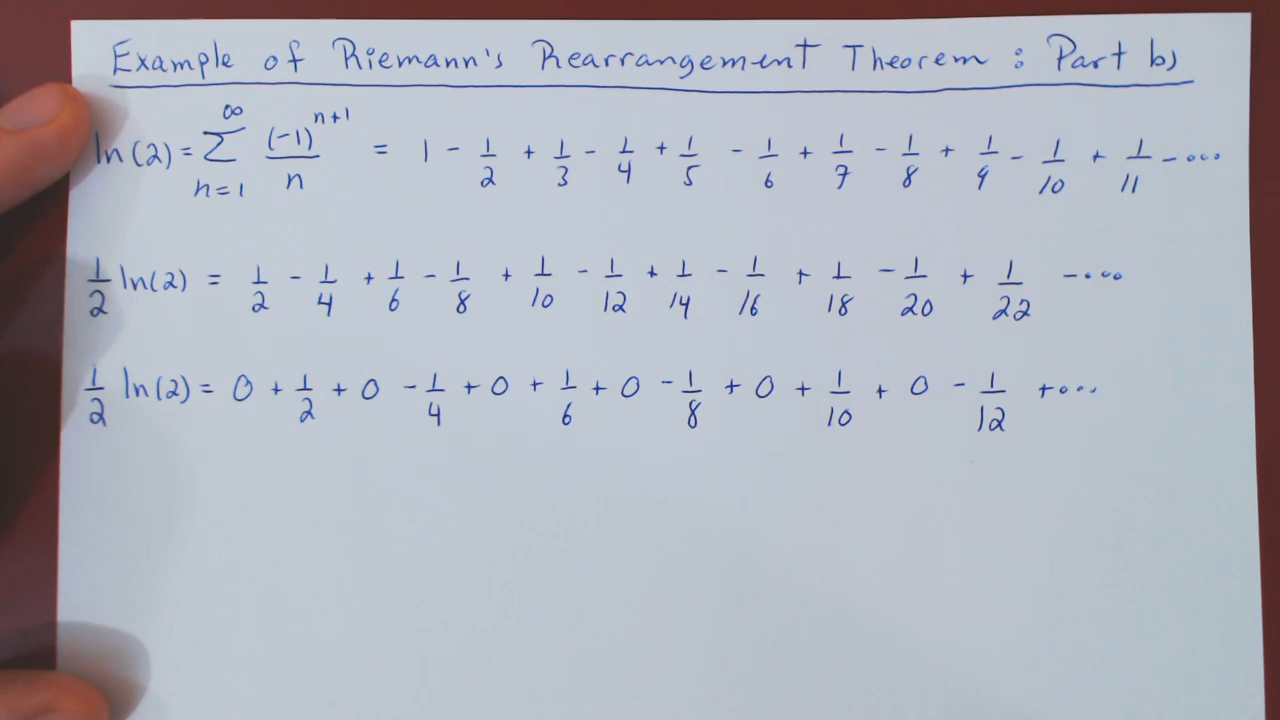 Example of Riemann's Rearrangement Theorem : Part b)
ln(2) = ∑_{n=1}^{∞} (-1)^{n+1}/n = 1 - 1/2 + 1/3 - 1/4 + 1/5 - 1/6 + 1/7 - 1/8 + 1/9 - 1/10 + 1/11 - ...
1/2 ln(2) = 1/2 - 1/4 + 1/6 - 1/8 + 1/10 - 1/12 + 1/14 - 1/16 + 1/18 - 1/20 + 1/22 - ...
1/2 ln(2) = 0 + 1/2 + 0 - 1/4 + 0 + 1/6 + 0 - 1/8 + 0 + 1/10 + 0 - 1/12 + ...